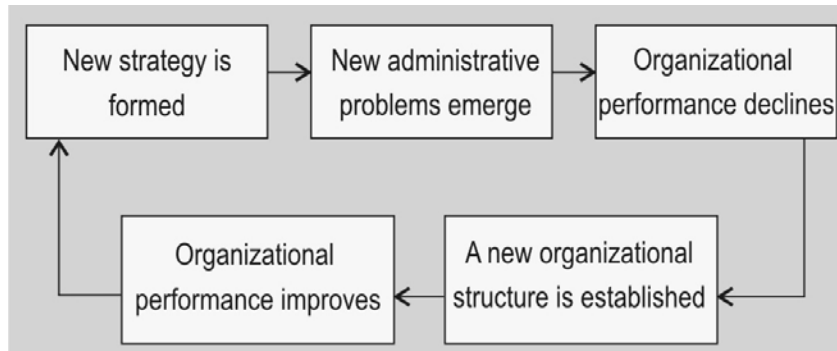 New strategy is
formed
New administrative
problems emerge
Organizational
performance declines
A new organizational
structure is established
Organizational
performance improves